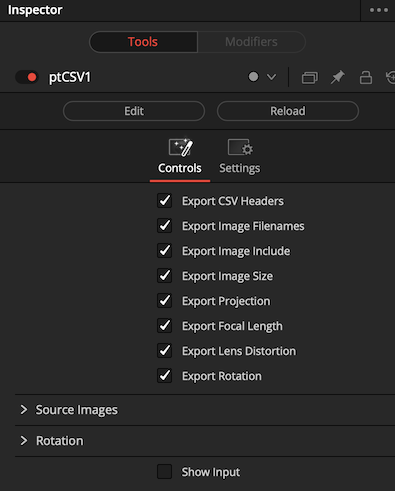 Inspector
Tools Modifiers
ptCSV1
Edit Reload
Controls Settings
Export CSV Headers
Export Image Filenames
Export Image Include
Export Image Size
Export Projection
Export Focal Length
Export Lens Distortion
Export Rotation
Source Images
Rotation
Show Input